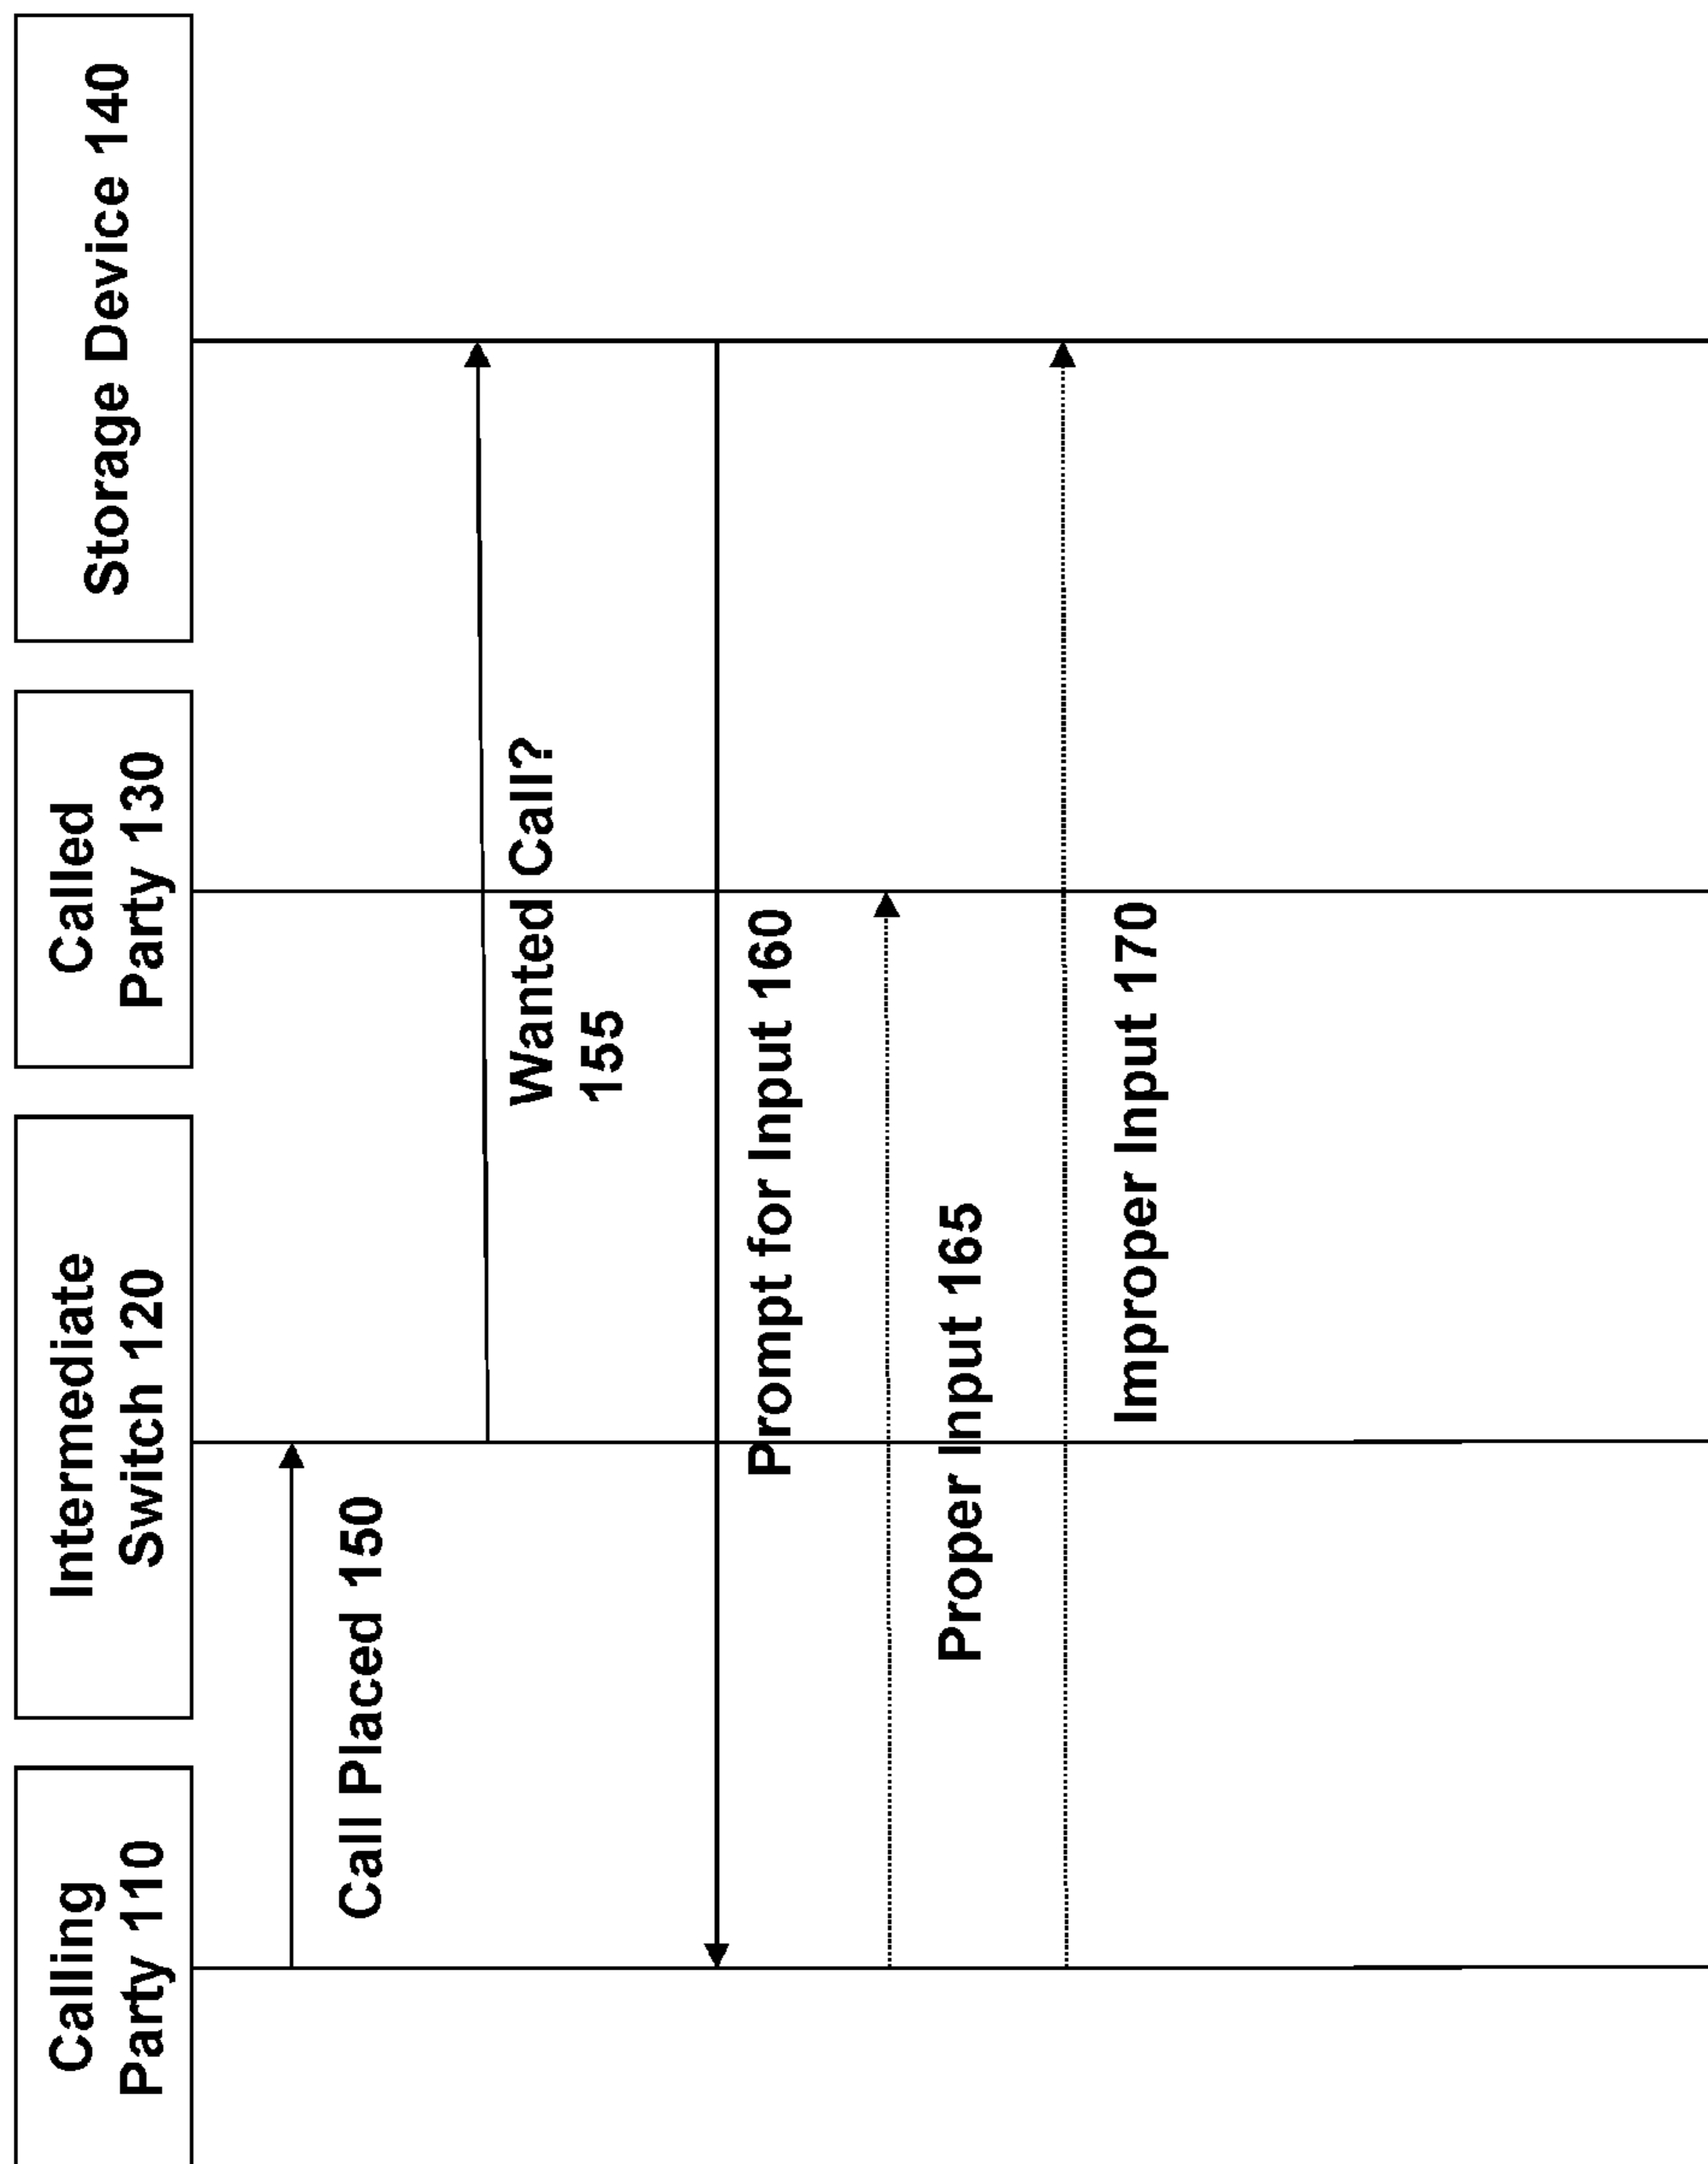 Calling
Party 110
Intermediate
Switch 120
Called
Party 130
Storage Device 140
Call Placed 150
Wanted Call?
155
Prompt for Input 160
Proper Input 165
Improper Input 170